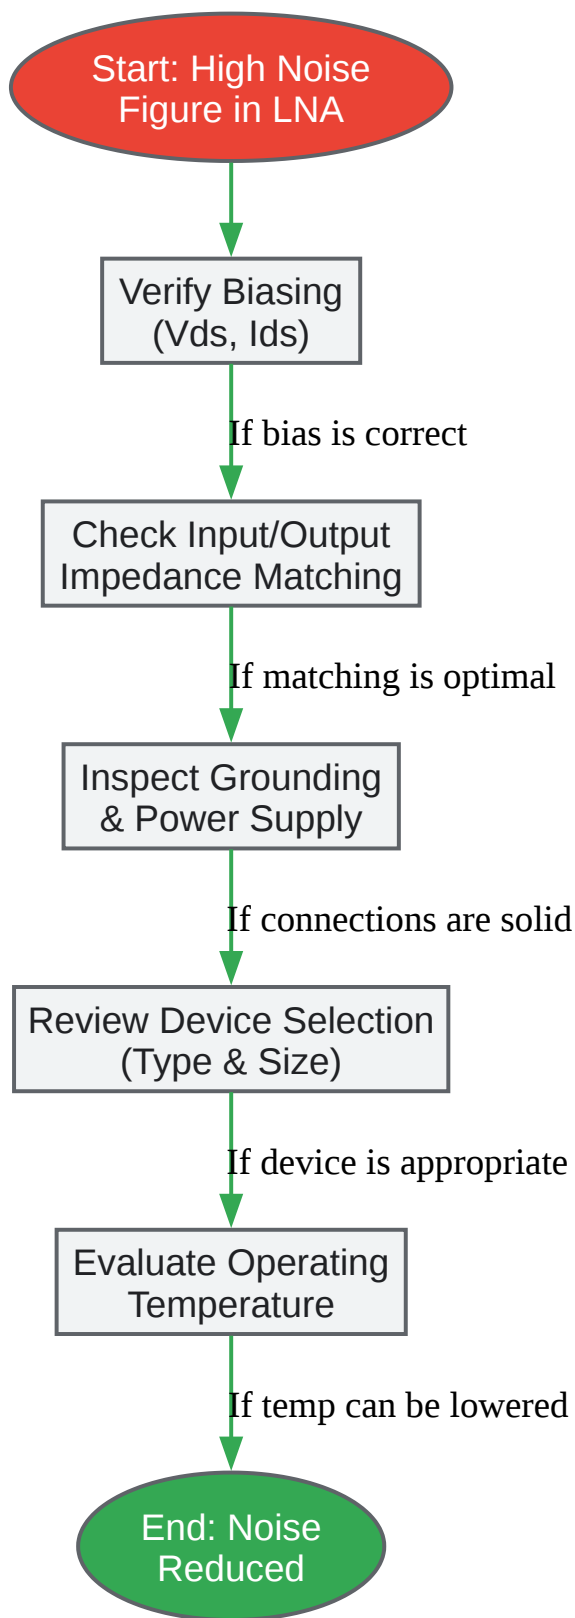 Start: High Noise
Figure in LNA
Verify Biasing
(Vds, Ids)
If bias is correct
Check Input/Output
Impedance Matching
If matching is optimal
Inspect Grounding
& Power Supply
If connections are solid
Review Device Selection
(Type & Size)
If device is appropriate
Evaluate Operating
Temperature
If temp can be lowered
End: Noise
Reduced